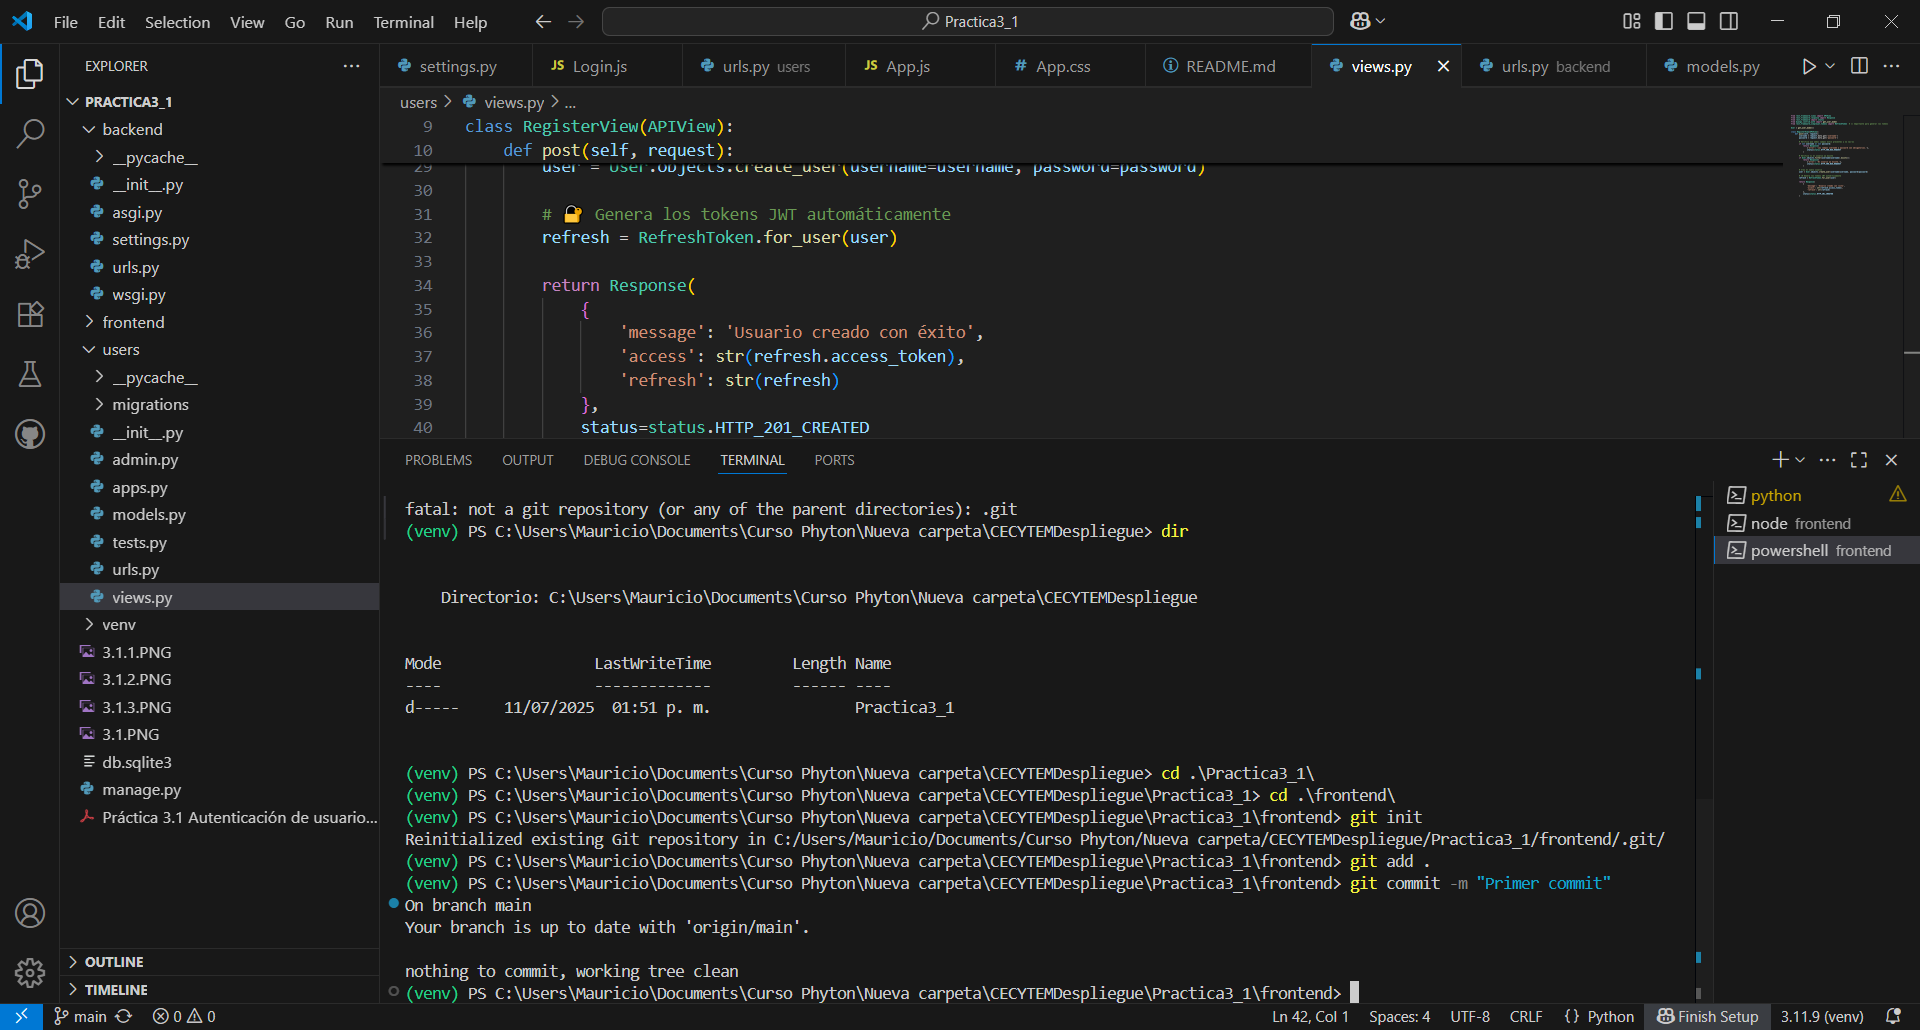 File Edit Selection View Go Run Terminal Help
Practica3_1
EXPLORER
PRACTICA3_1
backend
__pycache__
__init__.py
asgi.py
settings.py
urls.py
wsgi.py
frontend
users
__pycache__
migrations
__init__.py
admin.py
apps.py
models.py
tests.py
urls.py
views.py
venv
3.1.1.PNG
3.1.2.PNG
3.1.3.PNG
3.1.PNG
db.sqlite3
manage.py
Práctica 3.1 Autenticación de usuario...
OUTLINE
TIMELINE
settings.py JS Login.js urls.py users JS App.js # App.css README.md views.py urls.py backend models.py
users > views.py > ...
9 class RegisterView(APIView):
10 def post(self, request):
29 user = User.objects.create_user(username=username, password=password)
30
31 # 🔐 Genera los tokens JWT automáticamente
32 refresh = RefreshToken.for_user(user)
33
34 return Response(
35 {
36 'message': 'Usuario creado con éxito',
37 'access': str(refresh.access_token),
38 'refresh': str(refresh)
39 },
40 status=status.HTTP_201_CREATED
PROBLEMS OUTPUT DEBUG CONSOLE TERMINAL PORTS
fatal: not a git repository (or any of the parent directories): .git
(venv) PS C:\Users\Mauricio\Documents\Curso Phyton\Nueva carpeta\CECYTEMDespliegue> dir
Directorio: C:\Users\Mauricio\Documents\Curso Phyton\Nueva carpeta\CECYTEMDespliegue
Mode LastWriteTime Length Name
---- ------------- ------ ----
d----- 11/07/2025 01:51 p. m. Practica3_1
(venv) PS C:\Users\Mauricio\Documents\Curso Phyton\Nueva carpeta\CECYTEMDespliegue> cd .\Practica3_1\
(venv) PS C:\Users\Mauricio\Documents\Curso Phyton\Nueva carpeta\CECYTEMDespliegue\Practica3_1> cd .\frontend\
(venv) PS C:\Users\Mauricio\Documents\Curso Phyton\Nueva carpeta\CECYTEMDespliegue\Practica3_1\frontend> git init
Reinitialized existing Git repository in C:/Users/Mauricio/Documents/Curso Phyton/Nueva carpeta/CECYTEMDespliegue/Practica3_1/frontend/.git/
(venv) PS C:\Users\Mauricio\Documents\Curso Phyton\Nueva carpeta\CECYTEMDespliegue\Practica3_1\frontend> git add .
(venv) PS C:\Users\Mauricio\Documents\Curso Phyton\Nueva carpeta\CECYTEMDespliegue\Practica3_1\frontend> git commit -m "Primer commit"
On branch main
Your branch is up to date with 'origin/main'.
nothing to commit, working tree clean
(venv) PS C:\Users\Mauricio\Documents\Curso Phyton\Nueva carpeta\CECYTEMDespliegue\Practica3_1\frontend>
python
node frontend
powershell frontend
main 0 0 Ln 42, Col 1 Spaces: 4 UTF-8 CRLF {} Python Finish Setup 3.11.9 (venv)